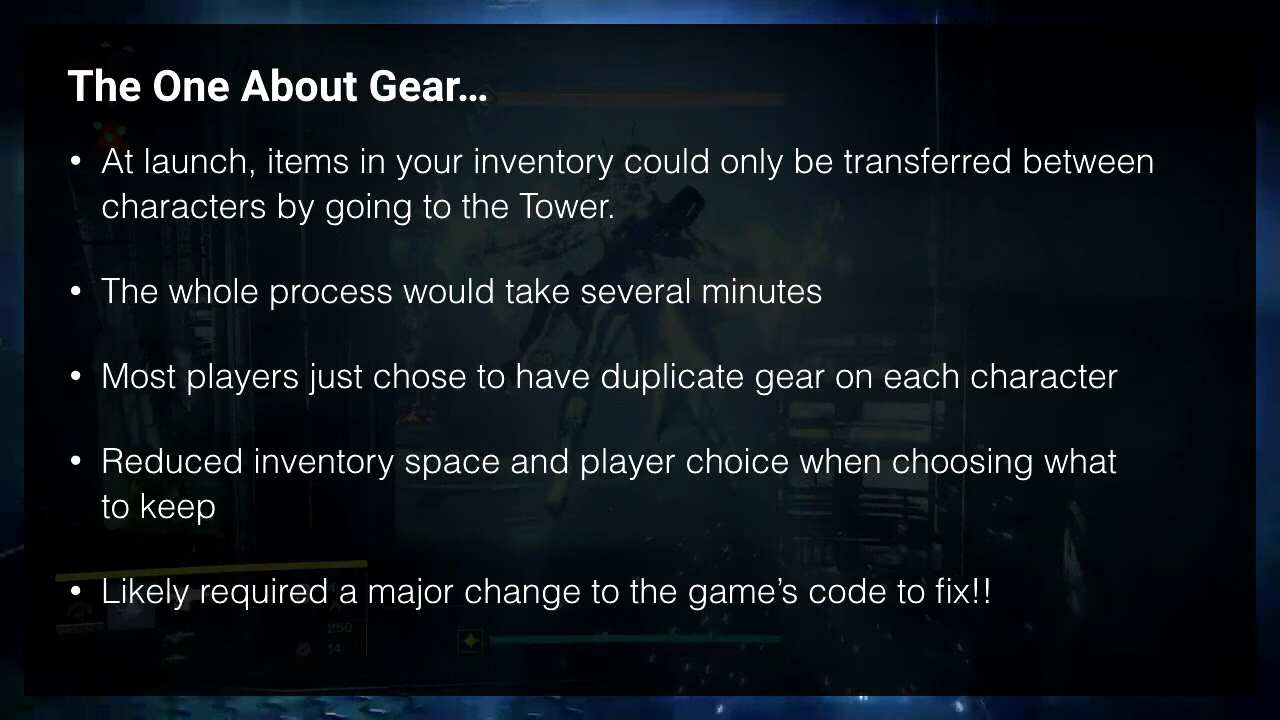 The One About Gear…
• At launch, items in your inventory could only be transferred between
characters by going to the Tower.
• The whole process would take several minutes
• Most players just chose to have duplicate gear on each character
• Reduced inventory space and player choice when choosing what
to keep
• Likely required a major change to the game’s code to fix!!
250
14